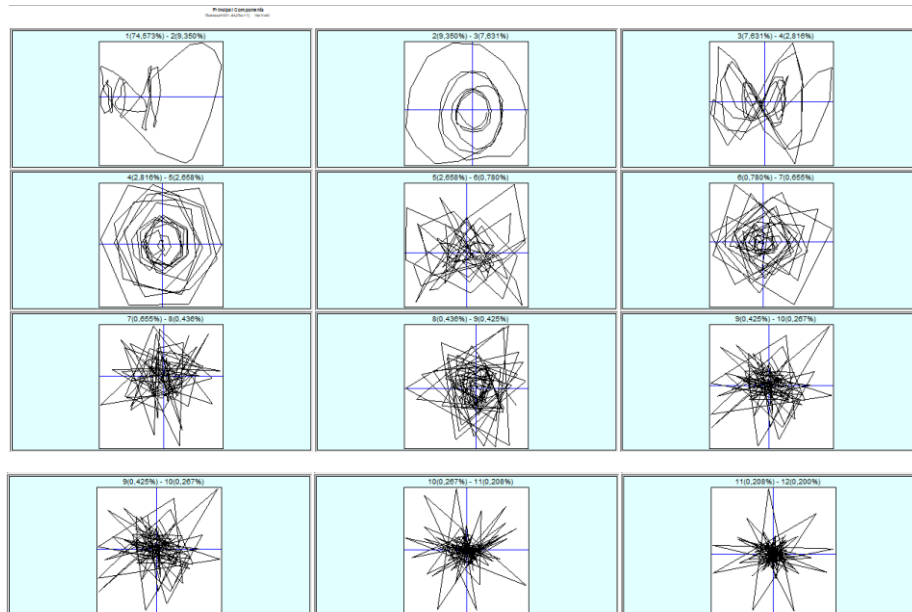 Principal Components
1(74,573%) - 2(9,350%)
2(9,350%) - 3(7,631%)
3(7,631%) - 4(2,816%)
4(2,816%) - 5(2,658%)
5(2,658%) - 6(0,780%)
6(0,780%) - 7(0,655%)
7(0,655%) - 8(0,436%)
8(0,436%) - 9(0,425%)
9(0,425%) - 10(0,267%)
9(0,425%) - 10(0,267%)
10(0,267%) - 11(0,208%)
11(0,208%) - 12(0,200%)